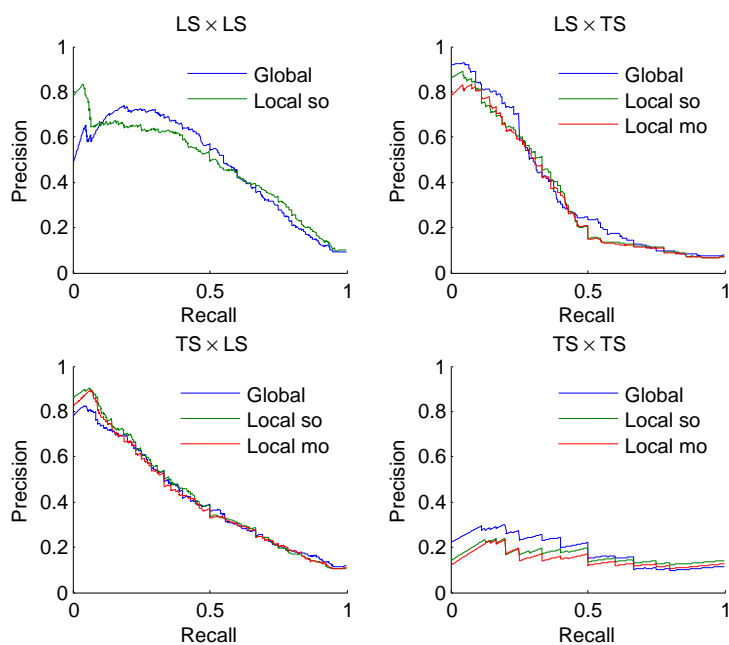 LS × LS
1
0.8
0.6
0.4
0.2
0
Precision
Global
Local so
0
0.5
1
Recall
LS × TS
1
0.8
0.6
0.4
0.2
0
Precision
Global
Local so
Local mo
0
0.5
1
Recall
TS × LS
1
0.8
0.6
0.4
0.2
0
Precision
Global
Local so
Local mo
0
0.5
1
Recall
TS × TS
1
0.8
0.6
0.4
0.2
0
Precision
Global
Local so
Local mo
0
0.5
1
Recall